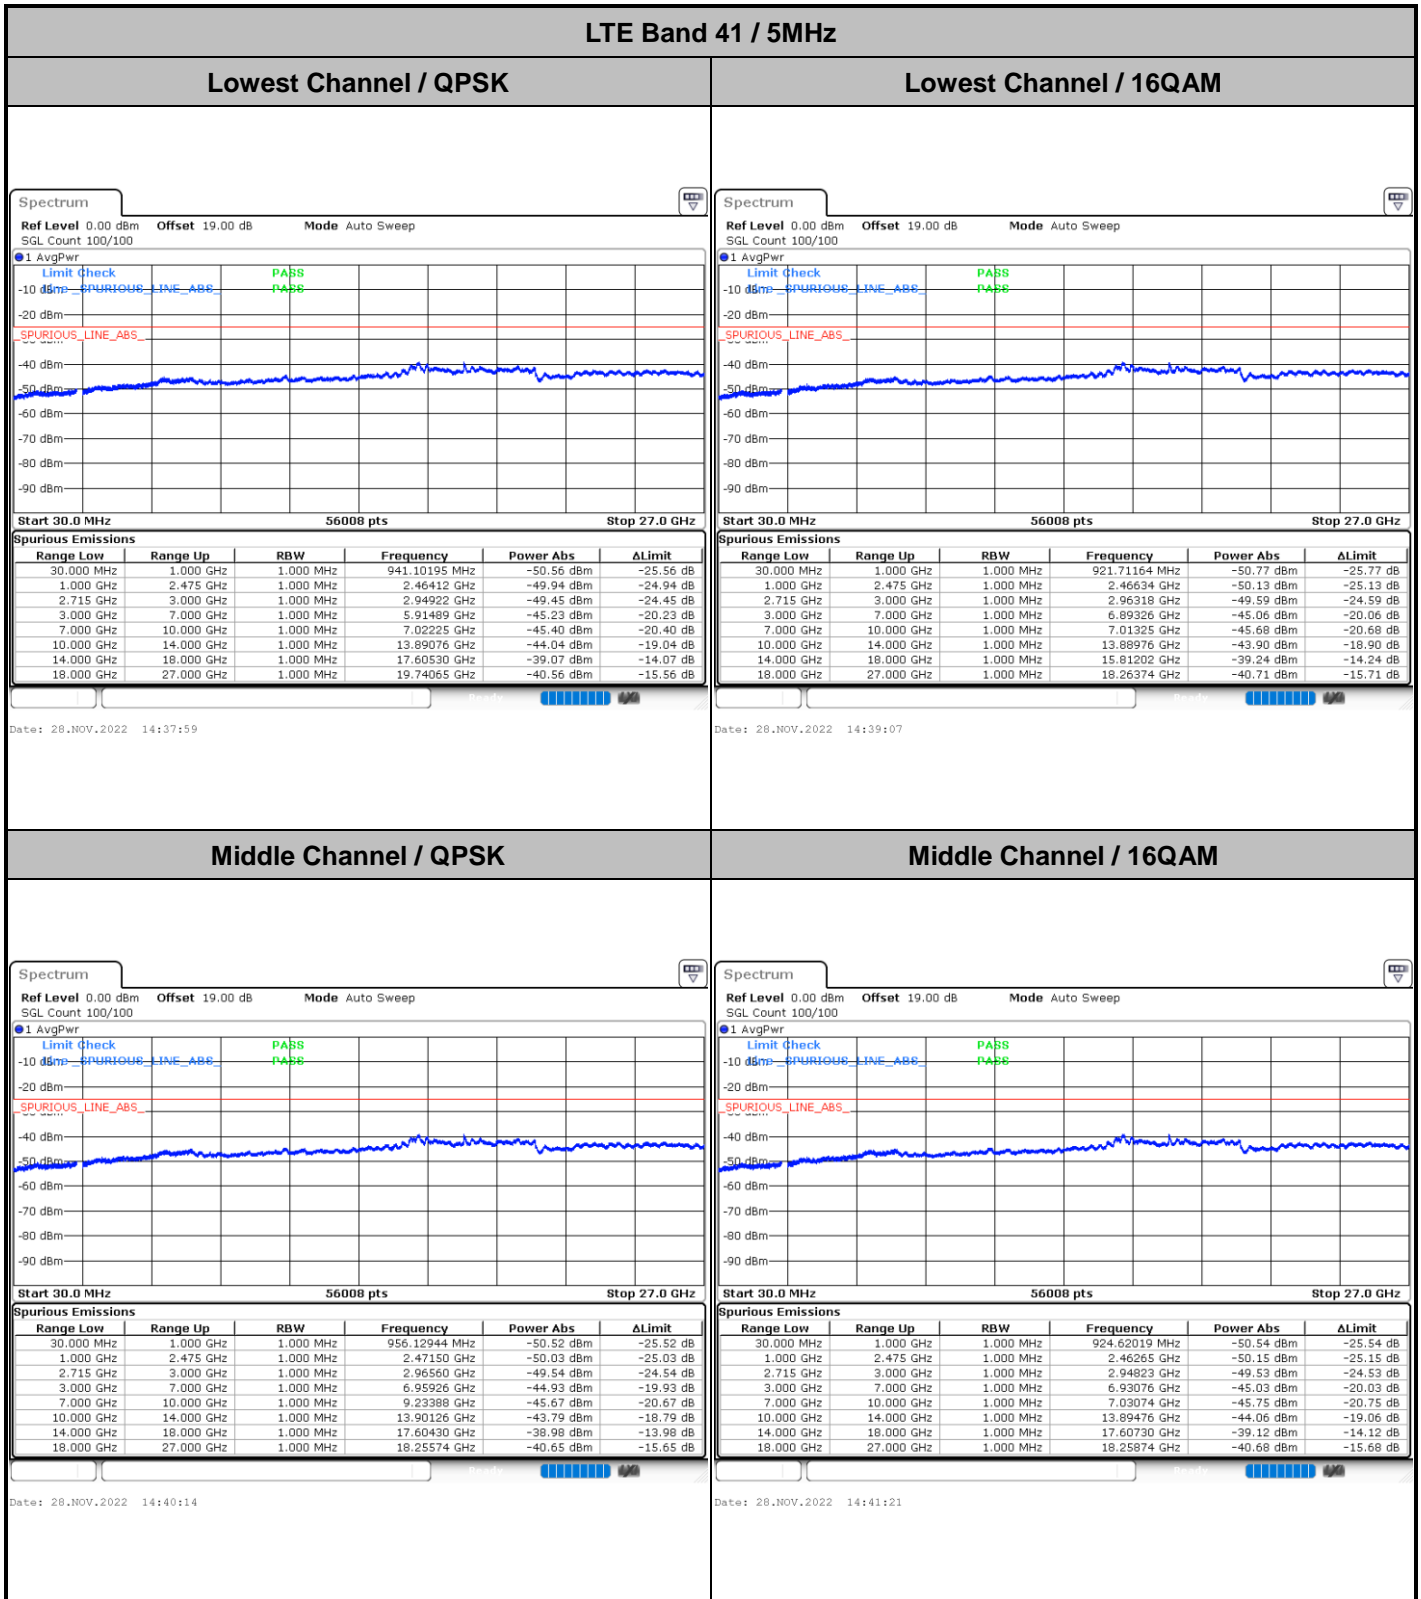 LTE Band 41 / 5MHz
Lowest Channel / QPSK
Lowest Channel / 16QAM
Spectrum
Ref Level 0.00 dBm Offset 19.00 dB Mode Auto Sweep
SGL Count 100/100
1 AvgPwr
Limit Check PASS
-10 dBm Line _SPURIOUS_LINE_ABS_ PASS
-20 dBm
_SPURIOUS_LINE_ABS_
-40 dBm
-50 dBm
-60 dBm
-70 dBm
-80 dBm
-90 dBm
Start 30.0 MHz 56008 pts Stop 27.0 GHz
Spurious Emissions
Range Low Range Up RBW Frequency Power Abs ΔLimit
30.000 MHz 1.000 GHz 1.000 MHz 941.10195 MHz -50.56 dBm -25.56 dB
1.000 GHz 2.475 GHz 1.000 MHz 2.46412 GHz -49.94 dBm -24.94 dB
2.715 GHz 3.000 GHz 1.000 MHz 2.94922 GHz -49.45 dBm -24.45 dB
3.000 GHz 7.000 GHz 1.000 MHz 5.91489 GHz -45.23 dBm -20.23 dB
7.000 GHz 10.000 GHz 1.000 MHz 7.02225 GHz -45.40 dBm -20.40 dB
10.000 GHz 14.000 GHz 1.000 MHz 13.89076 GHz -44.04 dBm -19.04 dB
14.000 GHz 18.000 GHz 1.000 MHz 17.60530 GHz -39.07 dBm -14.07 dB
18.000 GHz 27.000 GHz 1.000 MHz 19.74065 GHz -40.56 dBm -15.56 dB
Date: 28.NOV.2022 14:37:59
Spectrum
Ref Level 0.00 dBm Offset 19.00 dB Mode Auto Sweep
SGL Count 100/100
1 AvgPwr
Limit Check PASS
-10 dBm Line _SPURIOUS_LINE_ABS_ PASS
-20 dBm
_SPURIOUS_LINE_ABS_
-40 dBm
-50 dBm
-60 dBm
-70 dBm
-80 dBm
-90 dBm
Start 30.0 MHz 56008 pts Stop 27.0 GHz
Spurious Emissions
Range Low Range Up RBW Frequency Power Abs ΔLimit
30.000 MHz 1.000 GHz 1.000 MHz 921.71164 MHz -50.77 dBm -25.77 dB
1.000 GHz 2.475 GHz 1.000 MHz 2.46634 GHz -50.13 dBm -25.13 dB
2.715 GHz 3.000 GHz 1.000 MHz 2.96318 GHz -49.59 dBm -24.59 dB
3.000 GHz 7.000 GHz 1.000 MHz 6.89326 GHz -45.06 dBm -20.06 dB
7.000 GHz 10.000 GHz 1.000 MHz 7.01325 GHz -45.68 dBm -20.68 dB
10.000 GHz 14.000 GHz 1.000 MHz 13.88976 GHz -43.90 dBm -18.90 dB
14.000 GHz 18.000 GHz 1.000 MHz 15.81202 GHz -39.24 dBm -14.24 dB
18.000 GHz 27.000 GHz 1.000 MHz 18.26374 GHz -40.71 dBm -15.71 dB
Date: 28.NOV.2022 14:39:07
Middle Channel / QPSK
Middle Channel / 16QAM
Spectrum
Ref Level 0.00 dBm Offset 19.00 dB Mode Auto Sweep
SGL Count 100/100
1 AvgPwr
Limit Check PASS
-10 dBm Line _SPURIOUS_LINE_ABS_ PASS
-20 dBm
_SPURIOUS_LINE_ABS_
-40 dBm
-50 dBm
-60 dBm
-70 dBm
-80 dBm
-90 dBm
Start 30.0 MHz 56008 pts Stop 27.0 GHz
Spurious Emissions
Range Low Range Up RBW Frequency Power Abs ΔLimit
30.000 MHz 1.000 GHz 1.000 MHz 956.12944 MHz -50.52 dBm -25.52 dB
1.000 GHz 2.475 GHz 1.000 MHz 2.47150 GHz -50.03 dBm -25.03 dB
2.715 GHz 3.000 GHz 1.000 MHz 2.96560 GHz -49.54 dBm -24.54 dB
3.000 GHz 7.000 GHz 1.000 MHz 6.95926 GHz -44.93 dBm -19.93 dB
7.000 GHz 10.000 GHz 1.000 MHz 9.23388 GHz -45.67 dBm -20.67 dB
10.000 GHz 14.000 GHz 1.000 MHz 13.90126 GHz -43.79 dBm -18.79 dB
14.000 GHz 18.000 GHz 1.000 MHz 17.60430 GHz -38.98 dBm -13.98 dB
18.000 GHz 27.000 GHz 1.000 MHz 18.25574 GHz -40.65 dBm -15.65 dB
Date: 28.NOV.2022 14:40:14
Spectrum
Ref Level 0.00 dBm Offset 19.00 dB Mode Auto Sweep
SGL Count 100/100
1 AvgPwr
Limit Check PASS
-10 dBm Line _SPURIOUS_LINE_ABS_ PASS
-20 dBm
_SPURIOUS_LINE_ABS_
-40 dBm
-50 dBm
-60 dBm
-70 dBm
-80 dBm
-90 dBm
Start 30.0 MHz 56008 pts Stop 27.0 GHz
Spurious Emissions
Range Low Range Up RBW Frequency Power Abs ΔLimit
30.000 MHz 1.000 GHz 1.000 MHz 924.62019 MHz -50.54 dBm -25.54 dB
1.000 GHz 2.475 GHz 1.000 MHz 2.46265 GHz -50.15 dBm -25.15 dB
2.715 GHz 3.000 GHz 1.000 MHz 2.94823 GHz -49.53 dBm -24.53 dB
3.000 GHz 7.000 GHz 1.000 MHz 6.93076 GHz -45.03 dBm -20.03 dB
7.000 GHz 10.000 GHz 1.000 MHz 7.03074 GHz -45.75 dBm -20.75 dB
10.000 GHz 14.000 GHz 1.000 MHz 13.89476 GHz -44.06 dBm -19.06 dB
14.000 GHz 18.000 GHz 1.000 MHz 17.60730 GHz -39.12 dBm -14.12 dB
18.000 GHz 27.000 GHz 1.000 MHz 18.25874 GHz -40.68 dBm -15.68 dB
Date: 28.NOV.2022 14:41:21